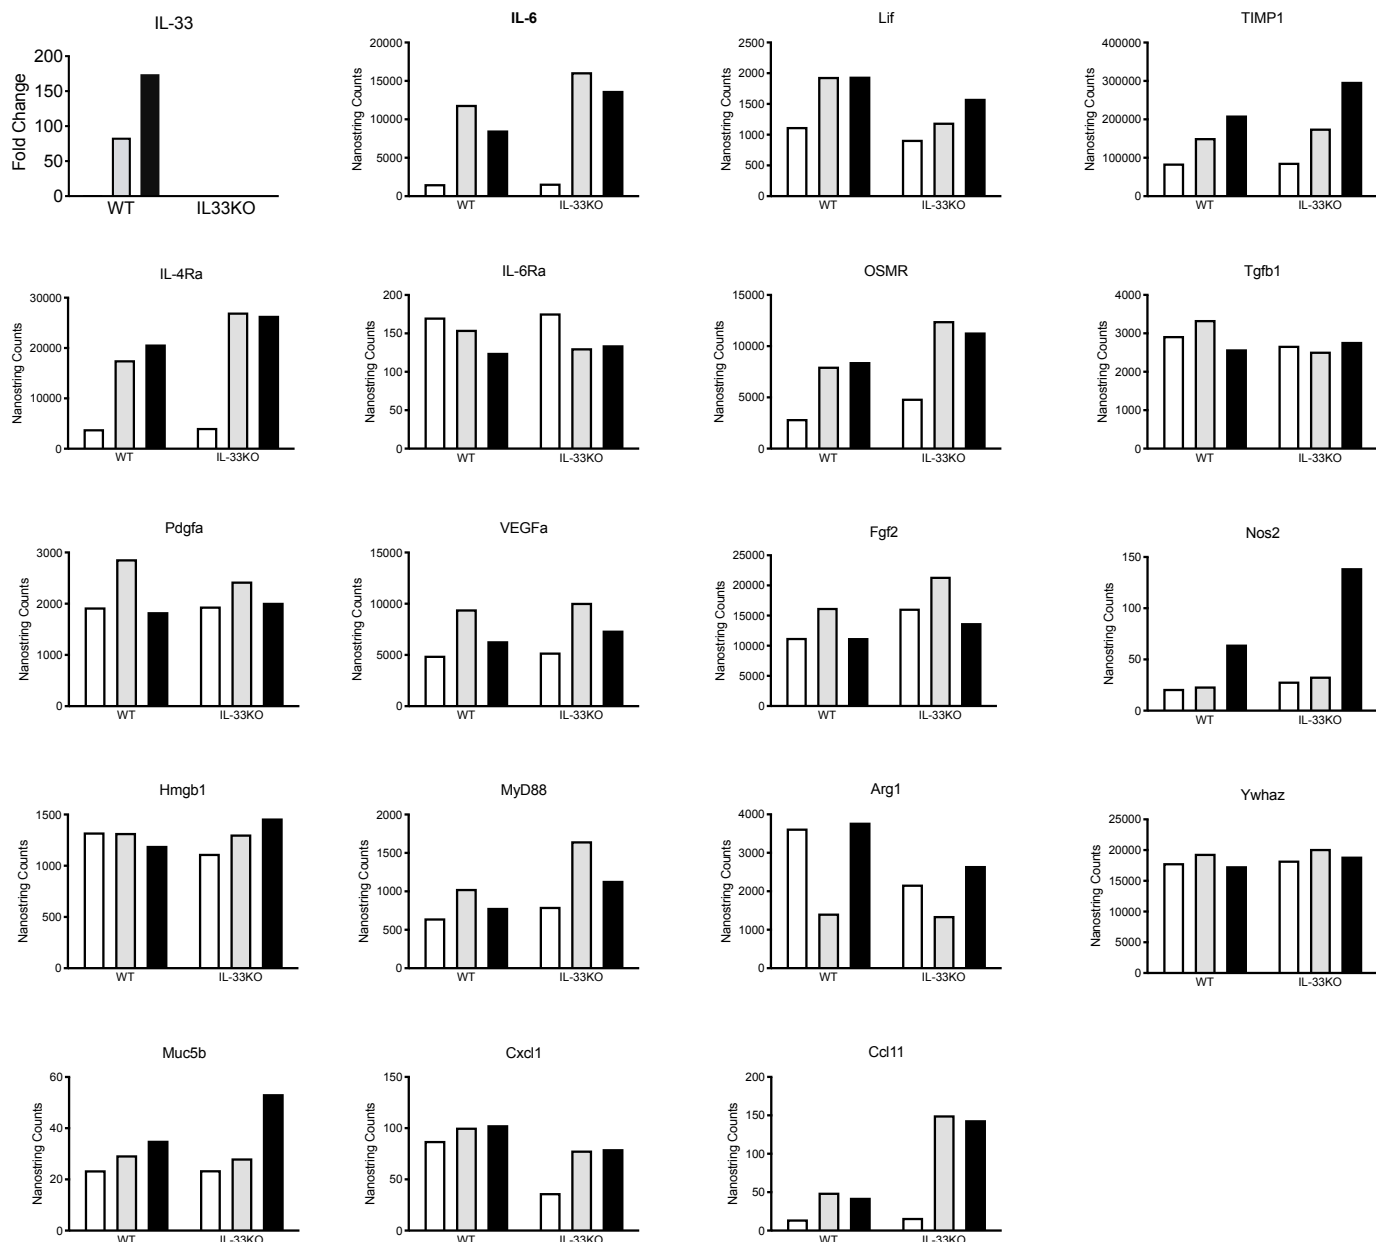 IL-33
Fold Change
200
150
100
50
0
WT IL33KO
IL-6
Nanostring Counts
20000
15000
10000
5000
0
WT IL-33KO
Lif
Nanostring Counts
2500
2000
1500
1000
500
0
WT IL-33KO
TIMP1
Nanostring Counts
400000
300000
200000
100000
0
WT IL-33KO
IL-4Ra
Nanostring Counts
30000
20000
10000
0
WT IL-33KO
IL-6Ra
Nanostring Counts
200
150
100
50
0
WT IL-33KO
OSMR
Nanostring Counts
15000
10000
5000
0
WT IL-33KO
Tgfb1
Nanostring Counts
4000
3000
2000
1000
0
WT IL-33KO
Pdgfa
Nanostring Counts
3000
2000
1000
0
WT IL-33KO
VEGFa
Nanostring Counts
15000
10000
5000
0
WT IL-33KO
Fgf2
Nanostring Counts
25000
20000
15000
10000
5000
0
WT IL-33KO
Nos2
Nanostring Counts
150
100
50
0
WT IL-33KO
Hmgb1
Nanostring Counts
1500
1000
500
0
WT IL-33KO
MyD88
Nanostring Counts
2000
1500
1000
500
0
WT IL-33KO
Arg1
Nanostring Counts
4000
3000
2000
1000
0
WT IL-33KO
Ywhaz
Nanostring Counts
25000
20000
15000
10000
5000
0
WT IL-33KO
Muc5b
Nanostring Counts
60
40
20
0
WT IL-33KO
Cxcl1
Nanostring Counts
150
100
50
0
WT IL-33KO
Ccl11
Nanostring Counts
200
150
100
50
0
WT IL-33KO